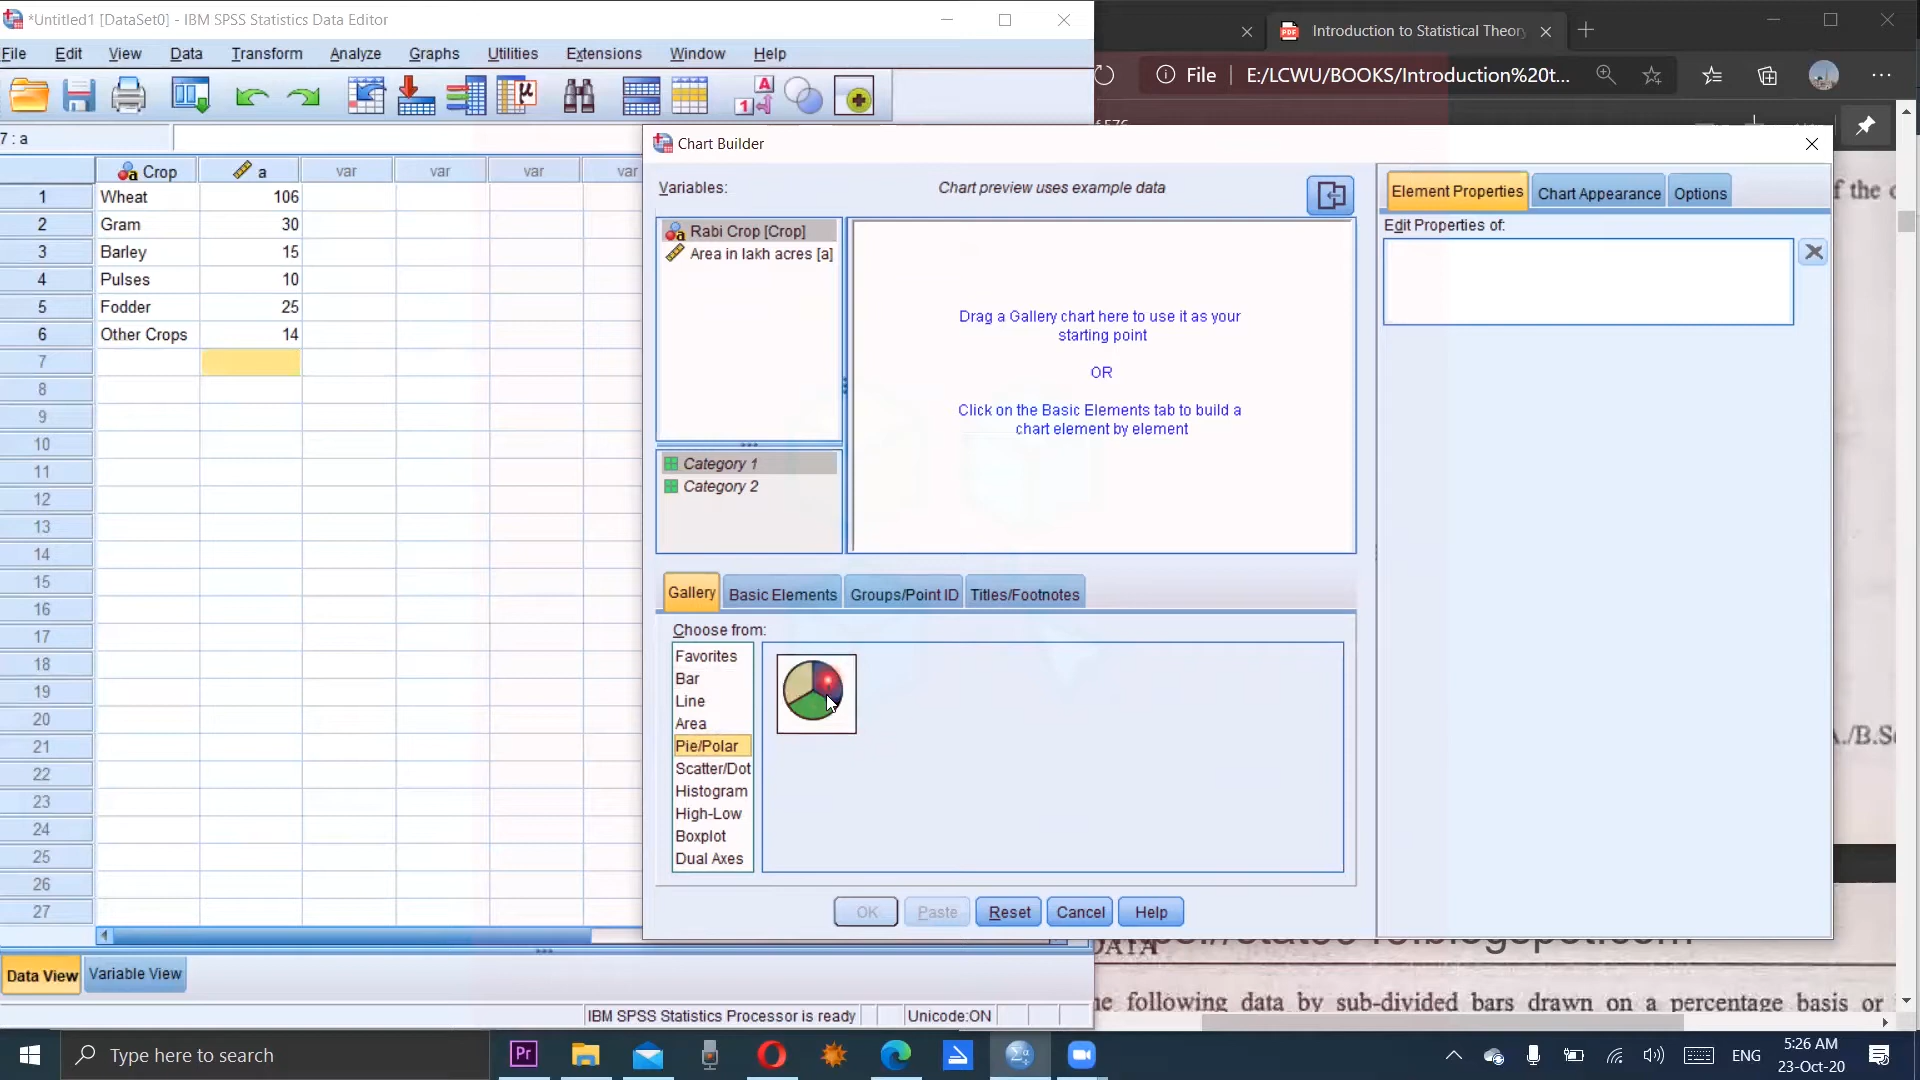 *Untitled1 [DataSet0] - IBM SPSS Statistics Data Editor
File Edit View Data Transform Analyze Graphs Utilities Extensions Window Help
7 : a
Crop a var var var var
1 Wheat 106
2 Gram 30
3 Barley 15
4 Pulses 10
5 Fodder 25
6 Other Crops 14
7
8
9
10
11
12
13
14
15
16
17
18
19
20
21
22
23
24
25
26
27
Data View Variable View
IBM SPSS Statistics Processor is ready Unicode:ON
Chart Builder
Variables: Chart preview uses example data
Rabi Crop [Crop]
Area in lakh acres [a]
Category 1
Category 2
Drag a Gallery chart here to use it as your
starting point
OR
Click on the Basic Elements tab to build a
chart element by element
Gallery Basic Elements Groups/Point ID Titles/Footnotes
Choose from:
Favorites
Bar
Line
Area
Pie/Polar
Scatter/Dot
Histogram
High-Low
Boxplot
Dual Axes
OK Paste Reset Cancel Help
Element Properties Chart Appearance Options
Edit Properties of:
Introduction to Statistical Theory
File E:/LCWU/BOOKS/Introduction%20t...
f the
./B.S
DATA
he following data by sub-divided bars drawn on a percentage basis or
Type here to search
ENG
5:26 AM
23-Oct-20